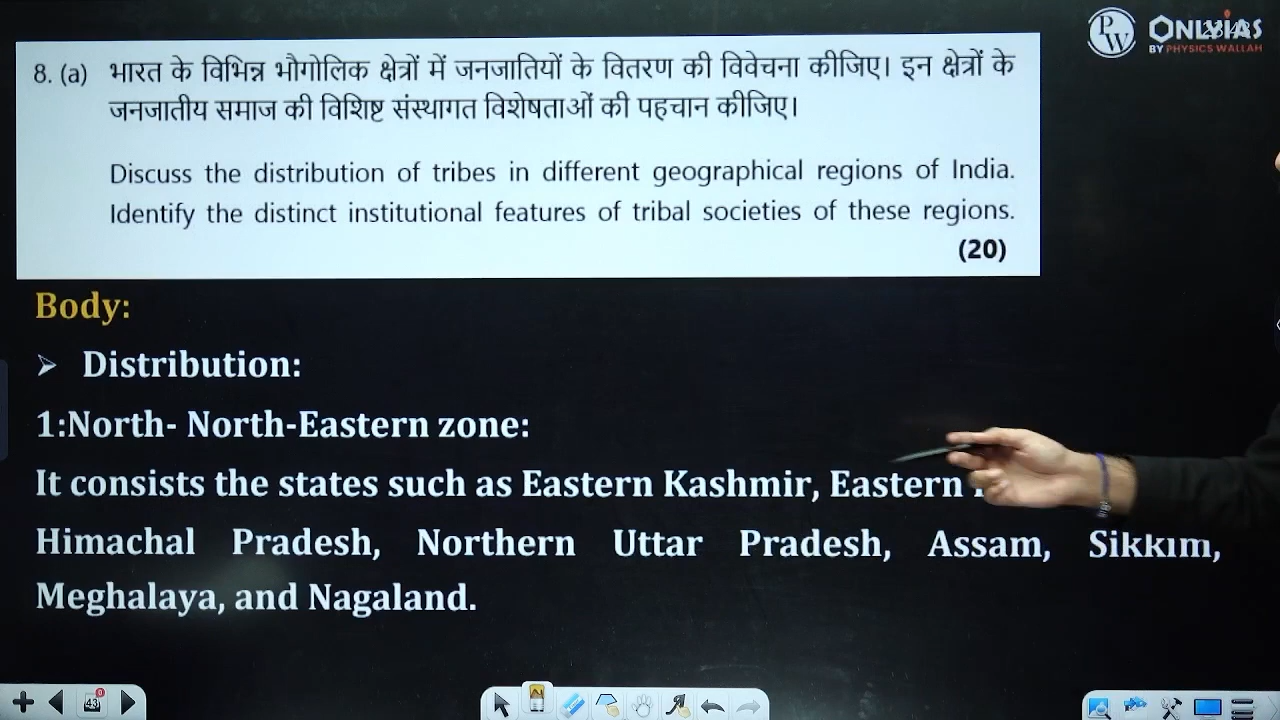 PW ONLYIAS
BY PHYSICS WALLAH
8. (a) भारत के विभिन्न भौगोलिक क्षेत्रों में जनजातियों के वितरण की विवेचना कीजिए। इन क्षेत्रों के
जनजातीय समाज की विशिष्ट संस्थागत विशेषताओं की पहचान कीजिए।
Discuss the distribution of tribes in different geographical regions of India.
Identify the distinct institutional features of tribal societies of these regions.
(20)
Body:
➢ Distribution:
1:North- North-Eastern zone:
It consists the states such as Eastern Kashmir, Eastern
Himachal Pradesh, Northern Uttar Pradesh, Assam, Sikkim,
Meghalaya, and Nagaland.
43